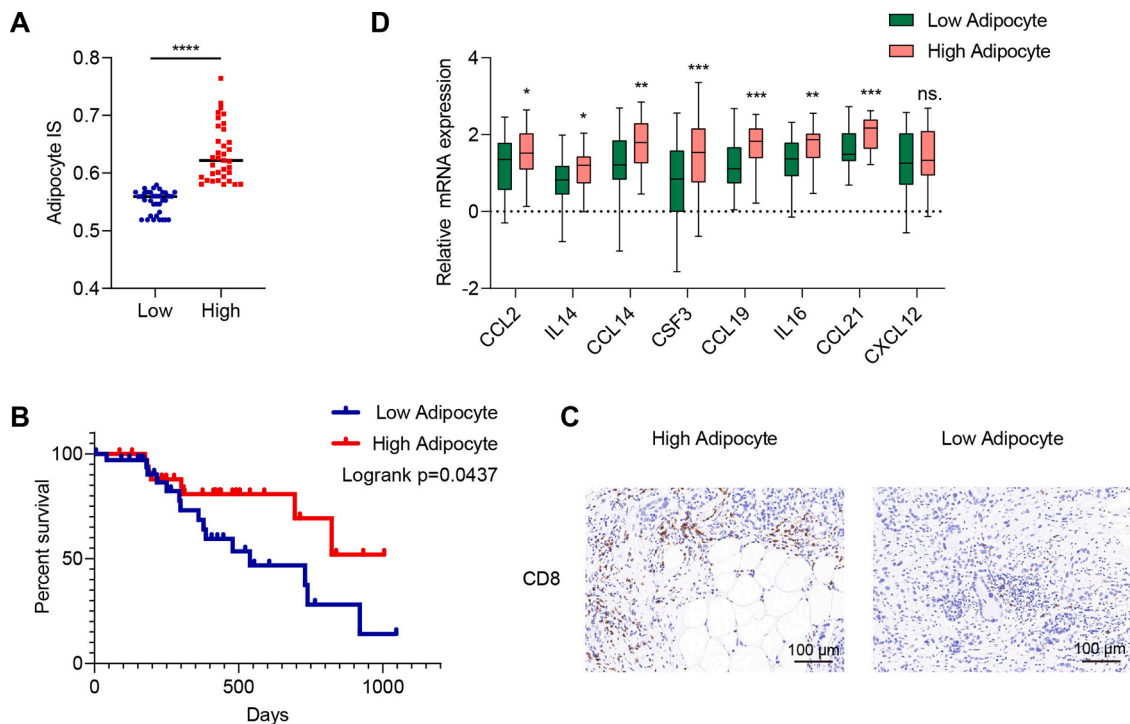 A
****
0.8
0.7
0.6
0.5
0.4
Adipocyte IS
Low
High
D
Low Adipocyte
High Adipocyte
Relative mRNA expression
4
2
0
-2
*
*
**
***
***
**
***
ns.
CCL2
IL14
CCL14
CSF3
CCL19
IL16
CCL21
CXCL12
B
Low Adipocyte
High Adipocyte
Logrank p=0.0437
Percent survival
100
50
0
0
500
1000
Days
C
High Adipocyte
Low Adipocyte
CD8
100 μm
100 μm